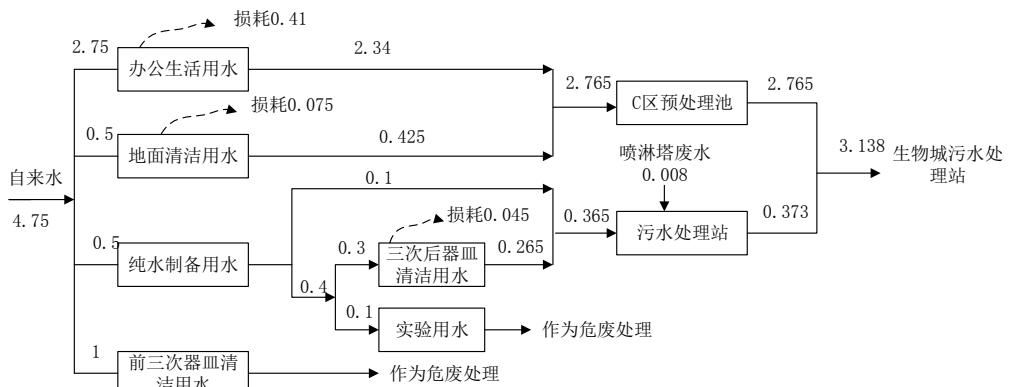 损耗0.41
2.75
办公生活用水
2.34
损耗0.075
2.765
C区预处理池
2.765
0.5
地面清洁用水
0.425
喷淋塔废水
0.008
3.138
生物城污水处
理站
自来水
4.75
0.1
损耗0.045
0.365
污水处理站
0.373
0.5
纯水制备用水
0.3
三次后器皿
清洁用水
0.265
0.4
0.1
实验用水
作为危废处理
1
前三次器皿清
洁用水
作为危废处理